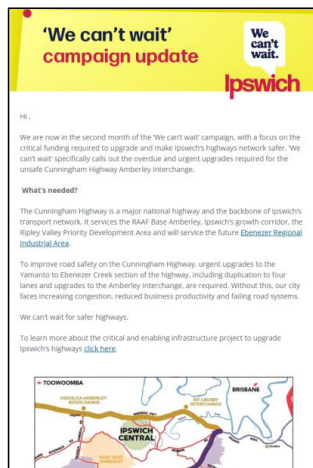 'We can't wait'
campaign update
We
can't
wait.
Ipswich
Hi ,
We are now in the second month of the 'We can't wait' campaign, with a focus on the
critical funding required to upgrade and make Ipswich's highways network safer. 'We
can't wait' specifically calls out the overdue and urgent upgrades required for the
unsafe Cunningham Highway Amberley Interchange.
What's needed?
The Cunningham Highway is a major national highway and the backbone of Ipswich's
transport network. It services the RAAF Base Amberley, Ipswich's growth corridor, the
Ripley Valley Priority Development Area and will service the future Ebenezer Regional
Industrial Area.
To improve road safety on the Cunningham Highway, urgent upgrades to the
Yamanto to Ebenezer Creek section of the highway, including duplication to four
lanes and upgrades to the Amberley Interchange, are required. Without this, our city
faces increasing congestion, reduced business productivity and failing road systems.
We can't wait for safer highways.
To learn more about the critical and enabling infrastructure project to upgrade
Ipswich's highways click here.
TOOWOOMBA
BRISBANE
INTERCHANGE
MT CROSBY
INTERCHANGE
IPSWICH
CENTRAL
RAAF BASE
AMBERLEY